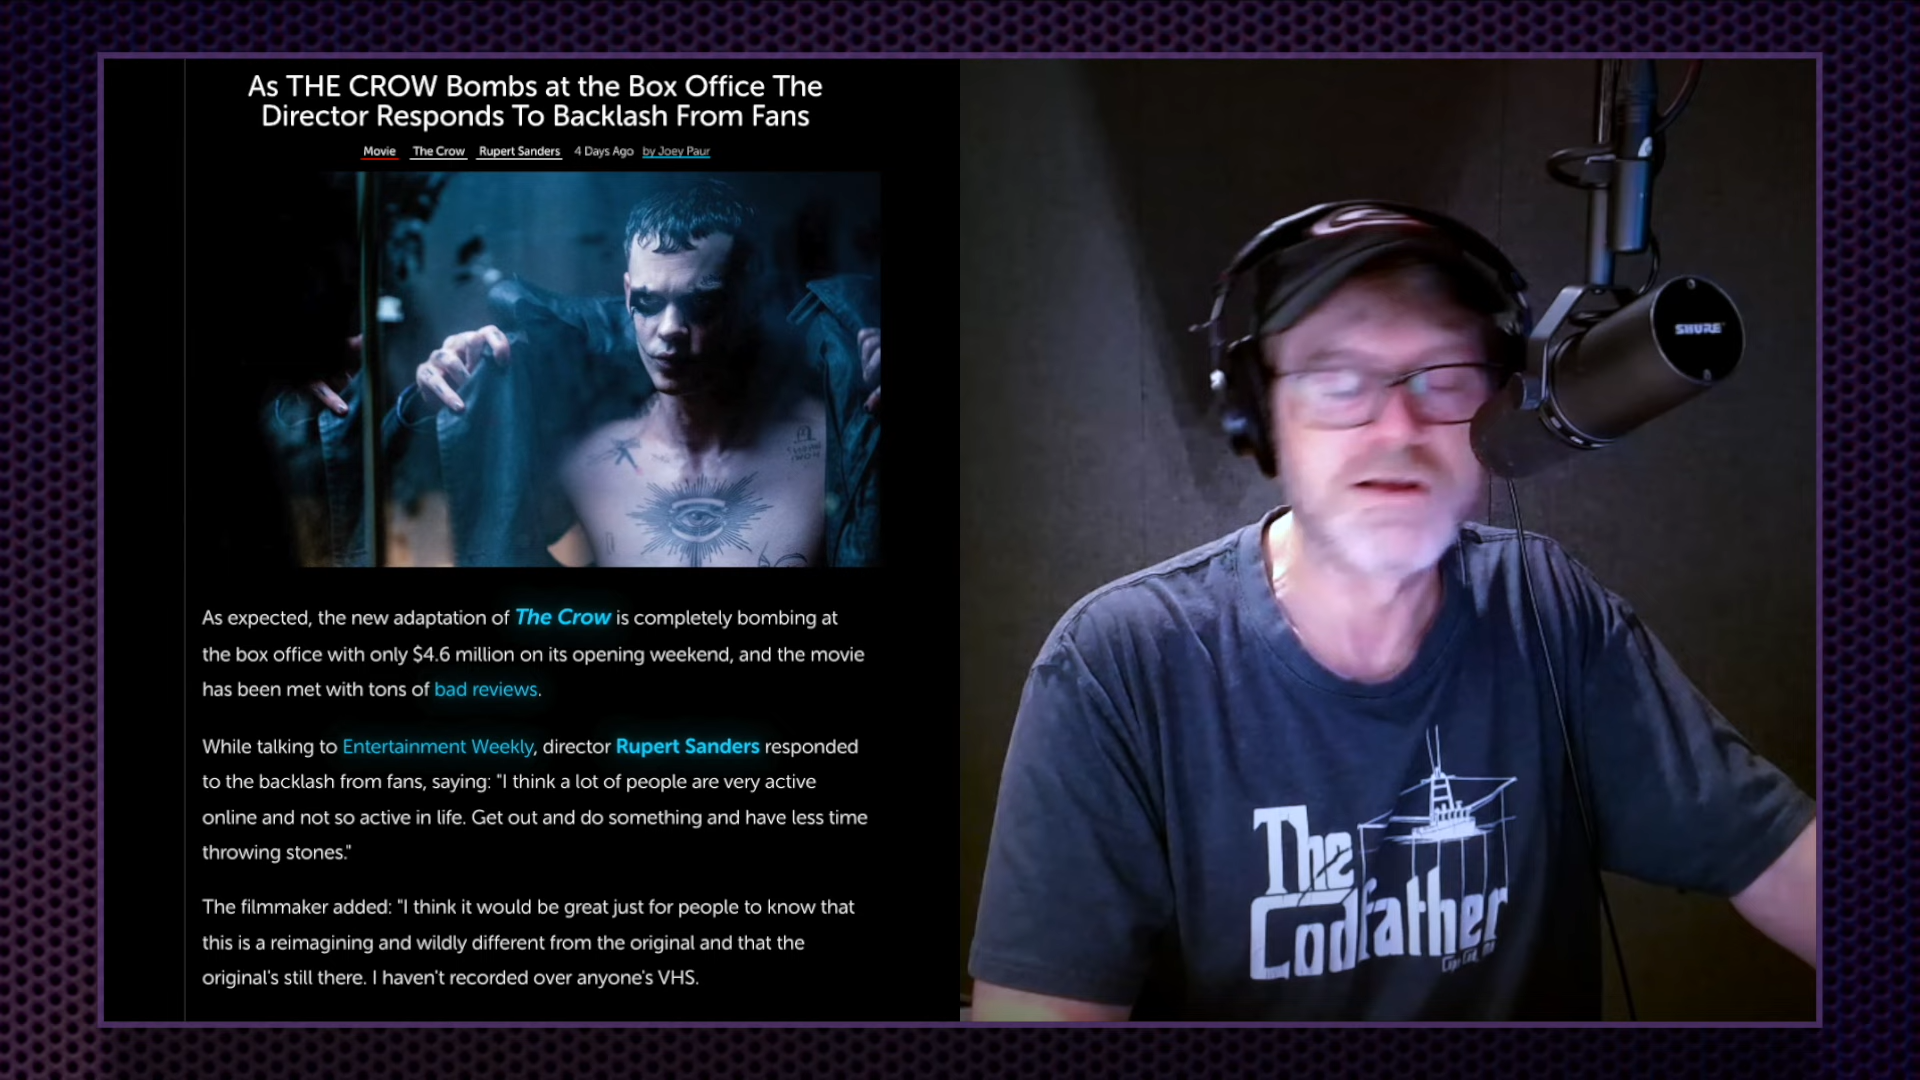 As THE CROW Bombs at the Box Office The
Director Responds To Backlash From Fans
Movie The Crow Rupert Sanders 4 Days Ago by Joey Paur
As expected, the new adaptation of The Crow is completely bombing at
the box office with only $4.6 million on its opening weekend, and the movie
has been met with tons of bad reviews.
While talking to Entertainment Weekly, director Rupert Sanders responded
to the backlash from fans, saying: "I think a lot of people are very active
online and not so active in life. Get out and do something and have less time
throwing stones."
The filmmaker added: "I think it would be great just for people to know that
this is a reimagining and wildly different from the original and that the
original's still there. I haven't recorded over anyone's VHS.
SHURE
The
Codfather